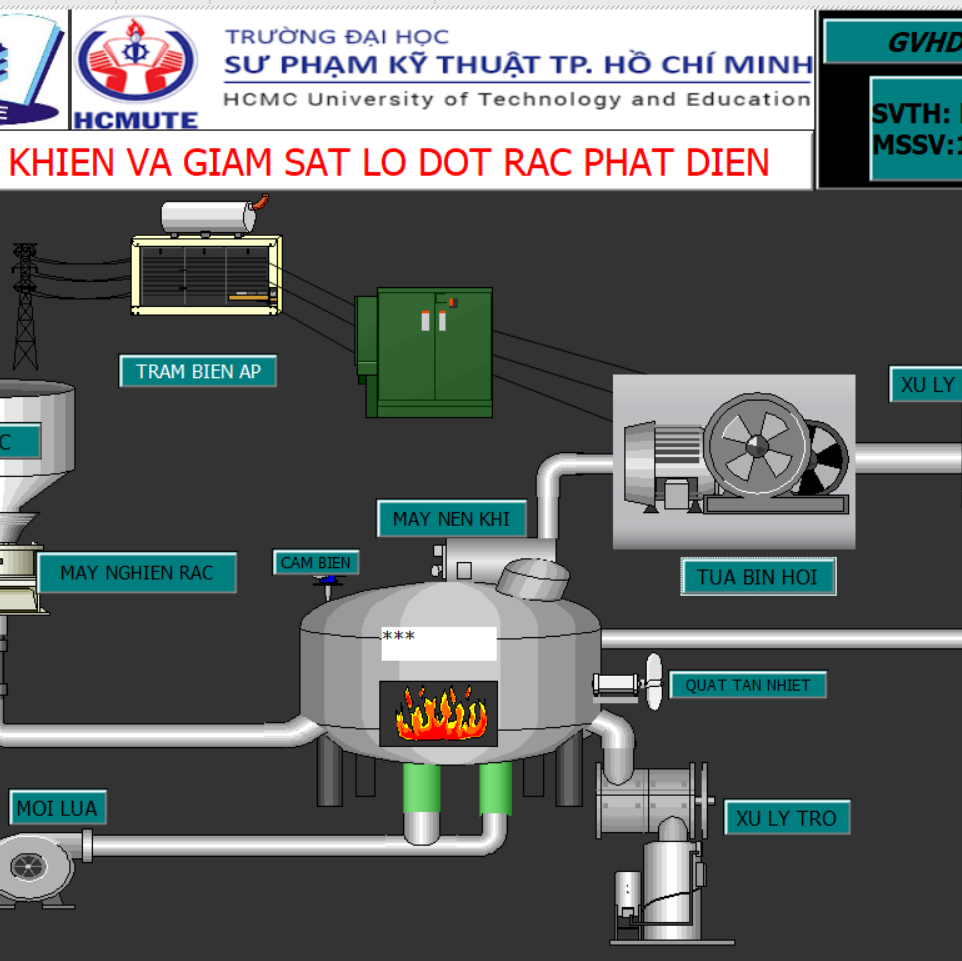 TRƯỜNG ĐẠI HỌC
SƯ PHẠM KỸ THUẬT TP. HỒ CHÍ MINH
HCMC University of Technology and Education
HCMUTE
GVHD
SVTH:
MSSV:1
KHIEN VA GIAM SAT LO DOT RAC PHAT DIEN
TRAM BIEN AP
XU LY
C
MAY NEN KHI
CAM BIEN
MAY NGHIEN RAC
TUA BIN HOI
***
QUAT TAN NHIET
MOI LUA
XU LY TRO